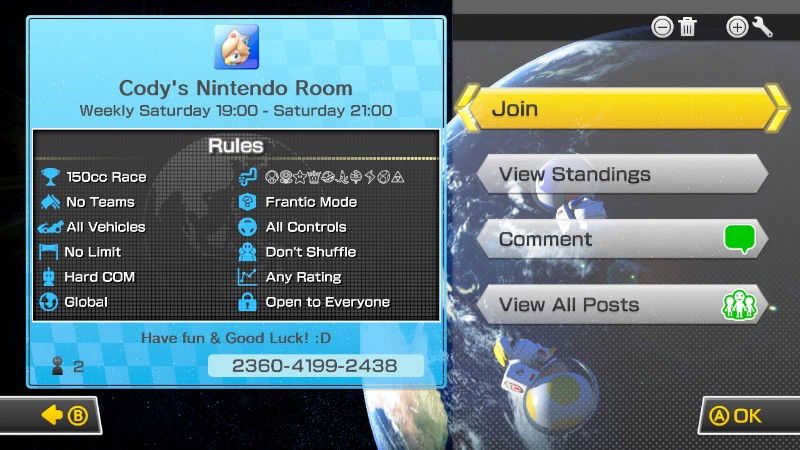 Cody's Nintendo Room
Weekly Saturday 19:00 - Saturday 21:00
Rules
150cc Race
No Teams
Frantic Mode
All Vehicles
All Controls
No Limit
Don't Shuffle
Hard COM
Any Rating
Global
Open to Everyone
Have fun & Good Luck! :D
2
2360-4199-2438
B
Join
View Standings
Comment
View All Posts
A OK